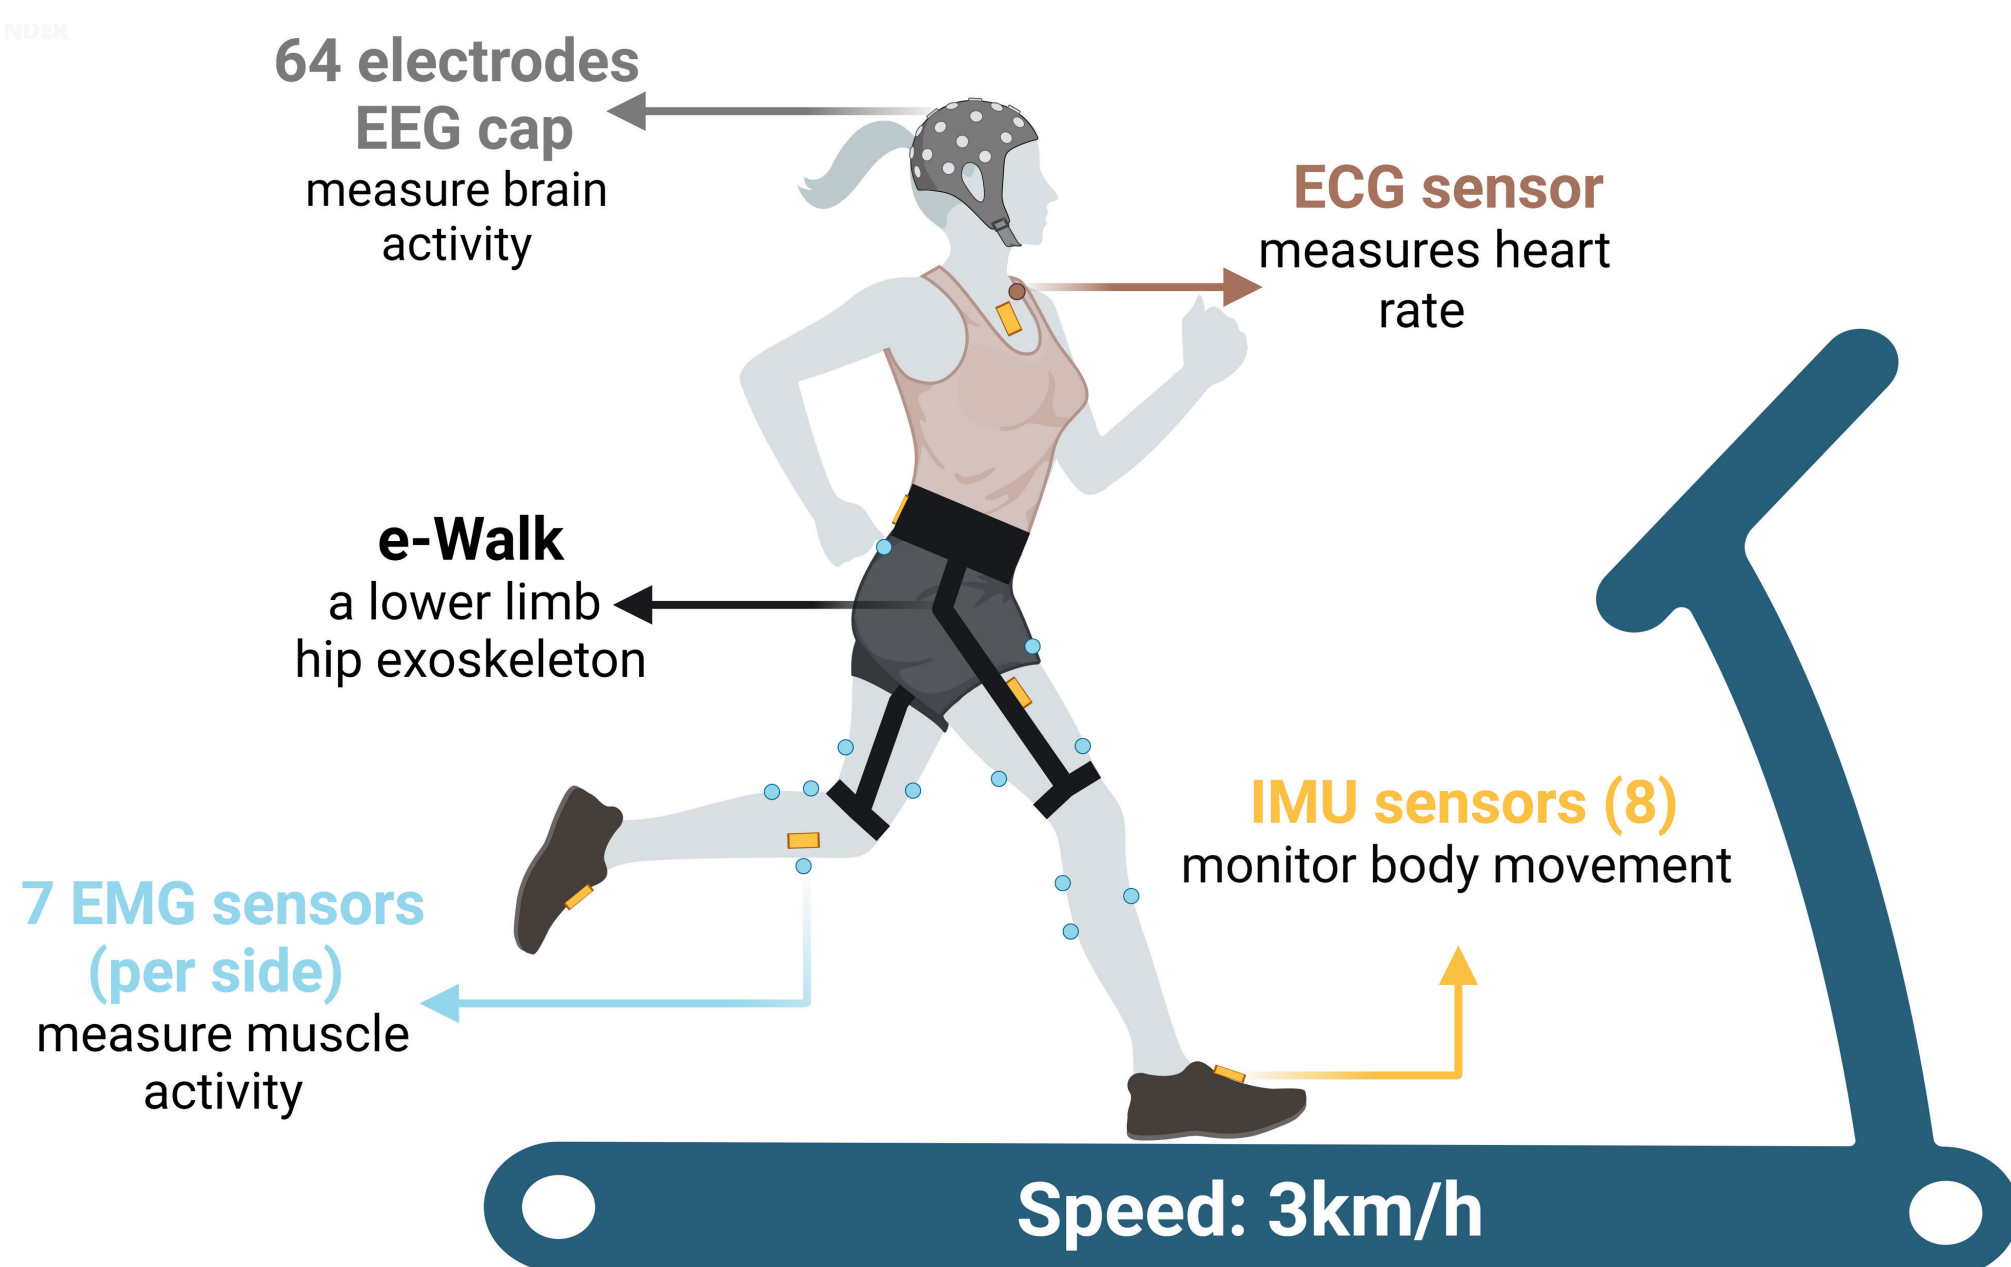 NDER
64 electrodes
EEG cap
measure brain
activity
ECG sensor
measures heart
rate
e-Walk
a lower limb
hip exoskeleton
IMU sensors (8)
monitor body movement
7 EMG sensors
(per side)
measure muscle
activity
Speed: 3km/h